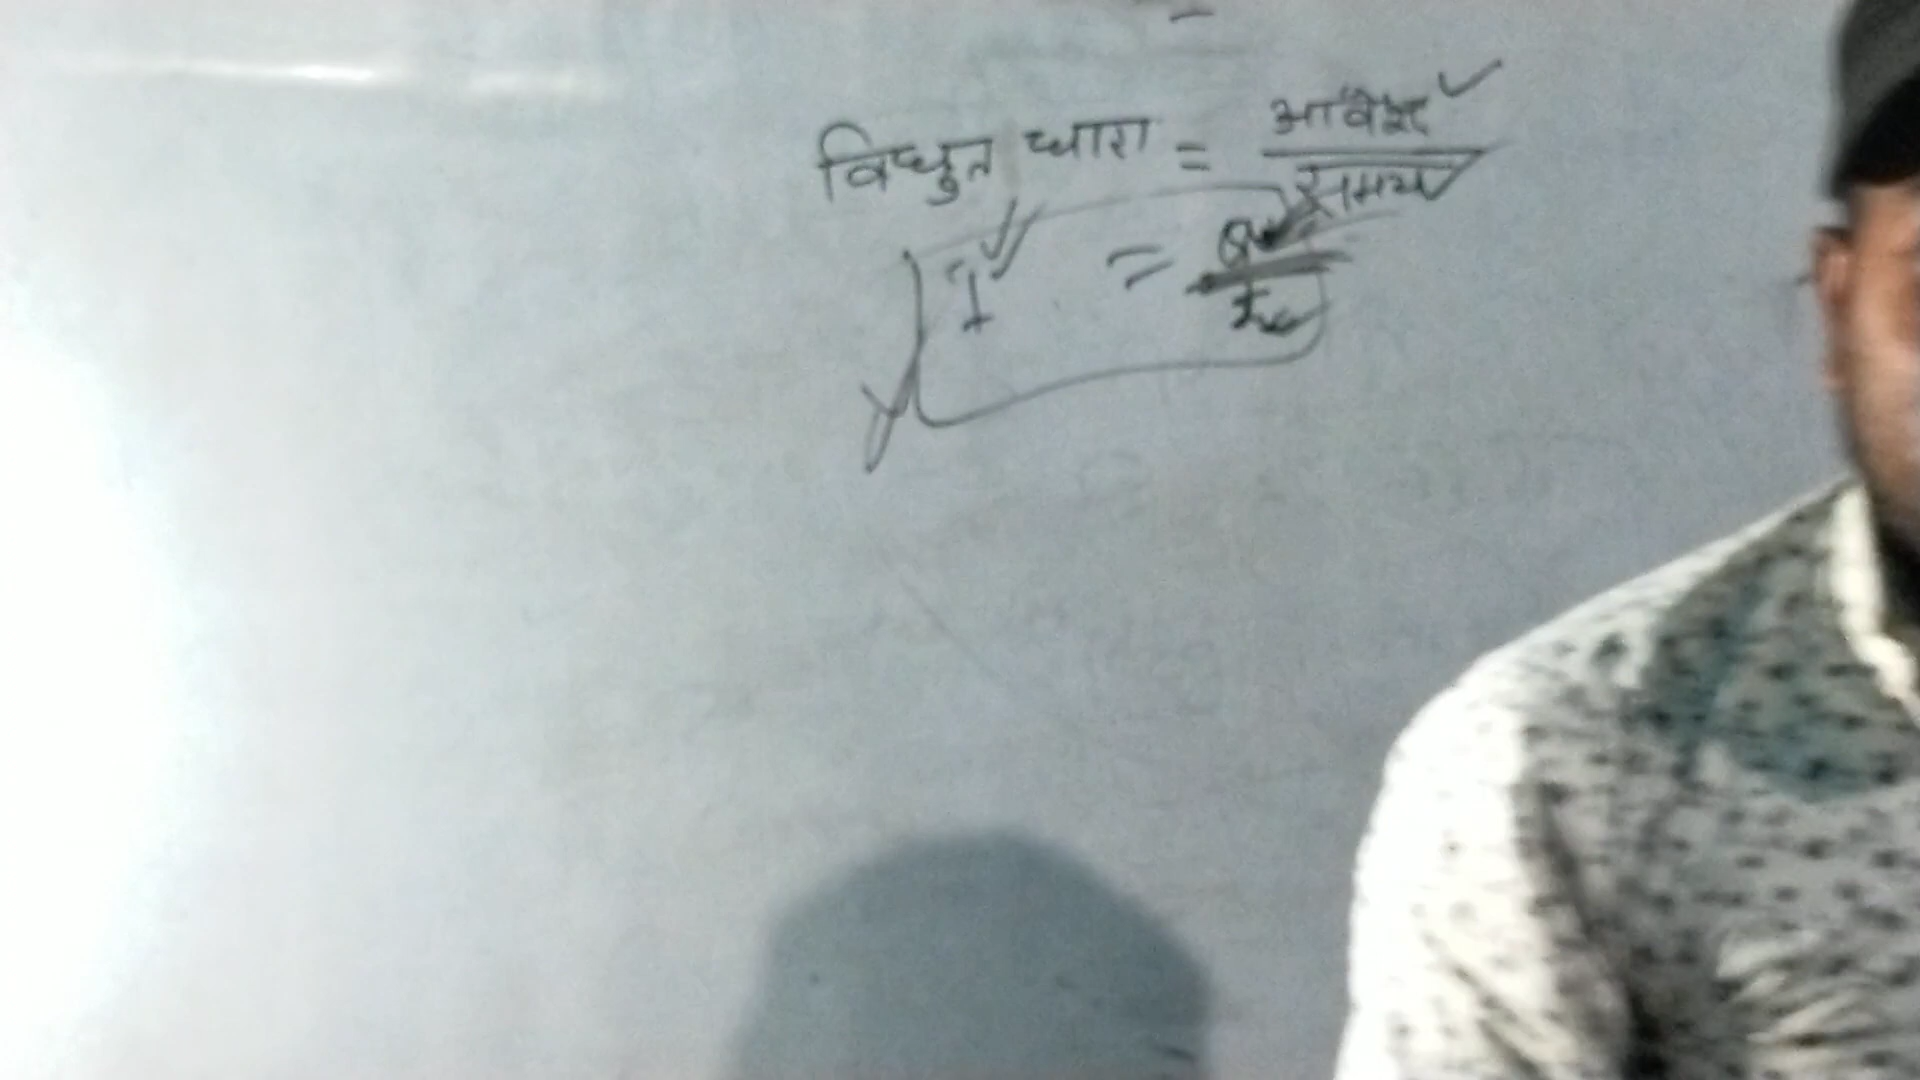 विधुत धारा = आवेश / समय
I = Q / t